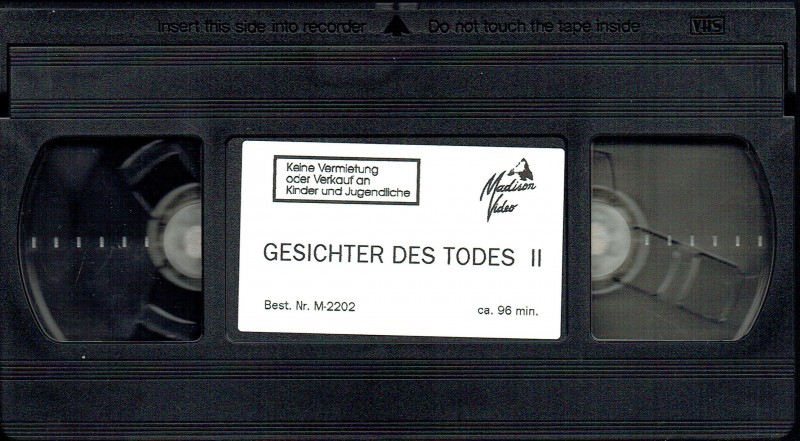 Insert this side into recorder Do not touch the tape inside VHS
Keine Vermietung
oder Verkauf an
Kinder und Jugendliche
Madison
Video
GESICHTER DES TODES II
Best. Nr. M-2202 ca. 96 min.